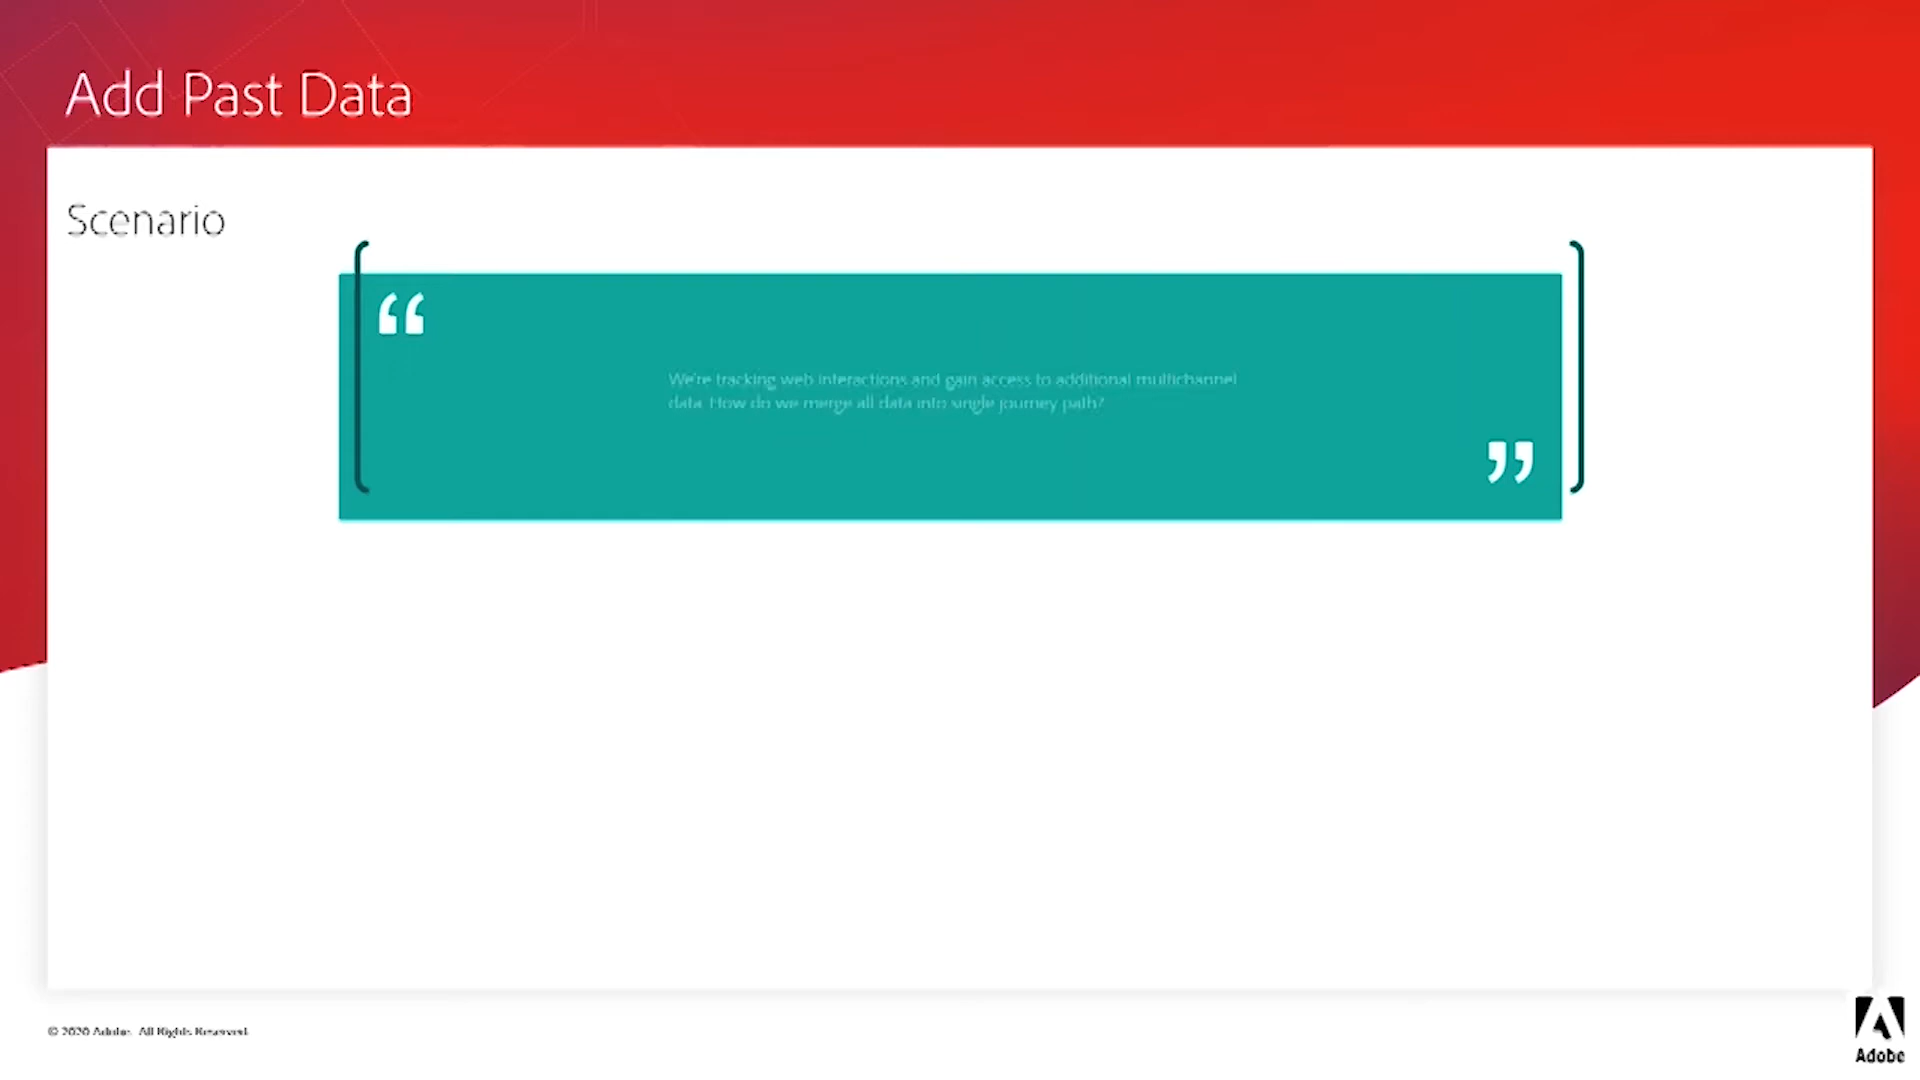 Add Past Data
Scenario
“
We're tracking web interactions and gain access to additional multichannel
data. How do we merge all data into single journey path?
”
© 2020 Adobe. All Rights Reserved.
Adobe